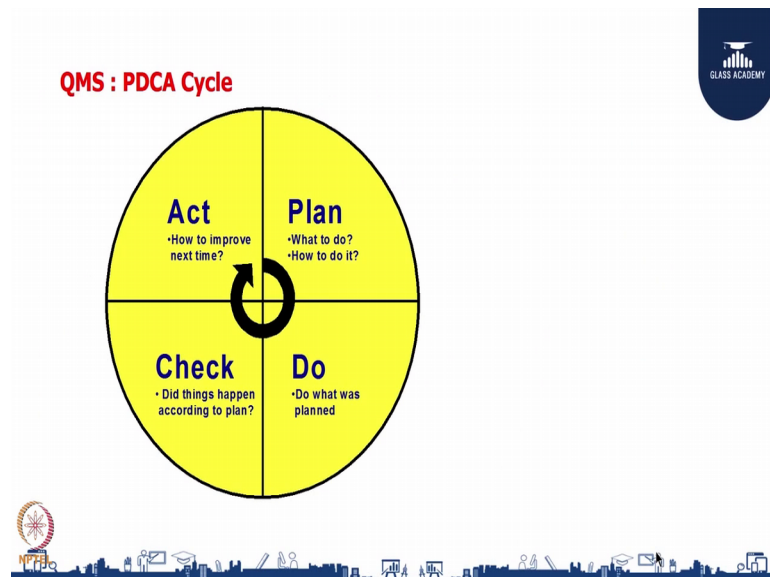 GLASS ACADEMY
QMS : PDCA Cycle
Act
•How to improve
next time?
Plan
•What to do?
•How to do it?
Check
• Did things happen
according to plan?
Do
•Do what was
planned
NPTEL